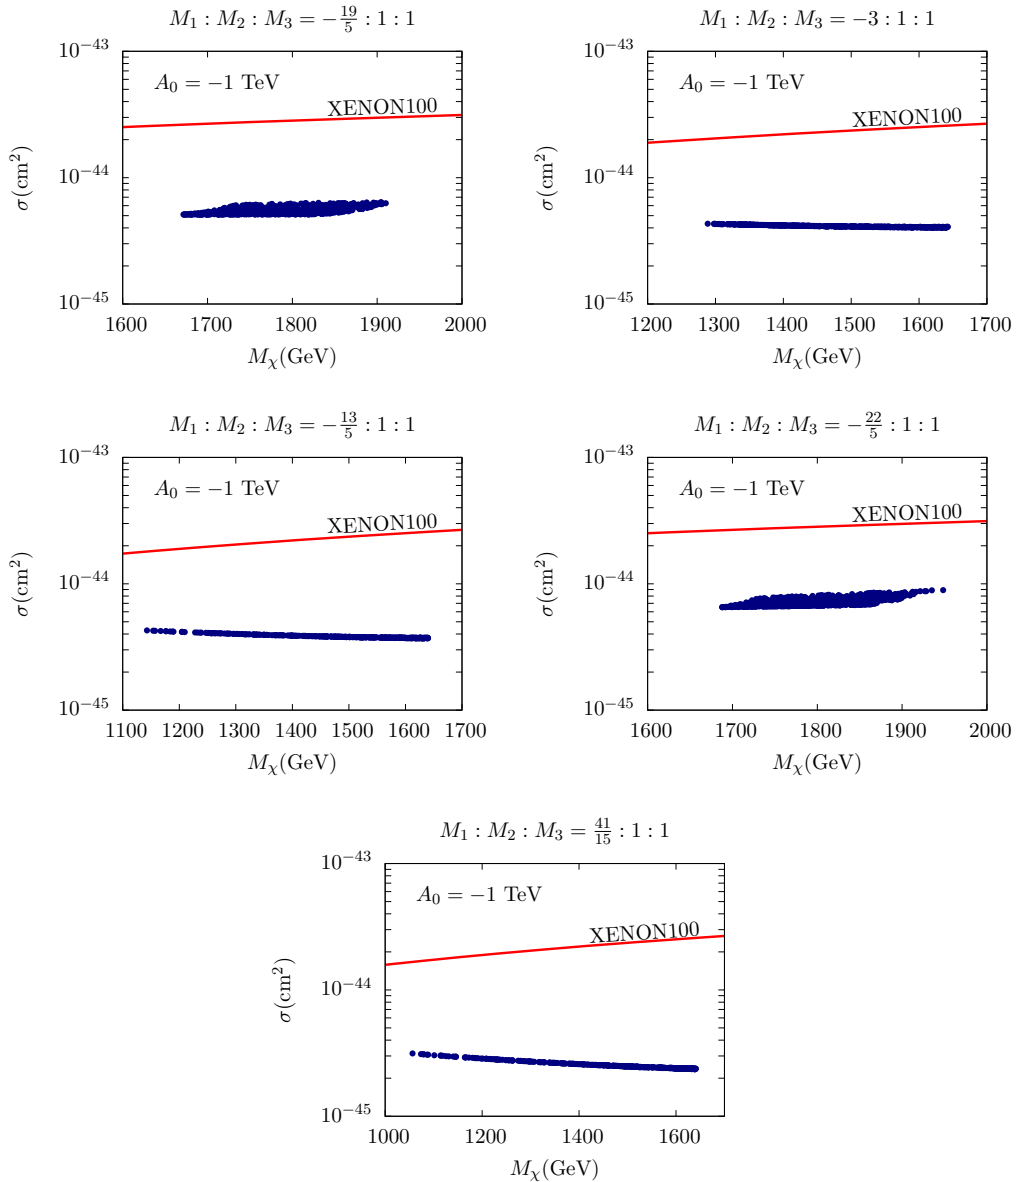 M₁ : M₂ : M₃ = −19/5 : 1 : 1
10⁻⁴³
A₀ = −1 TeV
XENON100
10⁻⁴⁴
σ(cm²)
10⁻⁴⁵
1600 1700 1800 1900 2000
Mχ(GeV)
M₁ : M₂ : M₃ = −3 : 1 : 1
10⁻⁴³
A₀ = −1 TeV
XENON100
10⁻⁴⁴
σ(cm²)
10⁻⁴⁵
1200 1300 1400 1500 1600 1700
Mχ(GeV)
M₁ : M₂ : M₃ = −13/5 : 1 : 1
10⁻⁴³
A₀ = −1 TeV
XENON100
10⁻⁴⁴
σ(cm²)
10⁻⁴⁵
1100 1200 1300 1400 1500 1600 1700
Mχ(GeV)
M₁ : M₂ : M₃ = −22/5 : 1 : 1
10⁻⁴³
A₀ = −1 TeV
XENON100
10⁻⁴⁴
σ(cm²)
10⁻⁴⁵
1600 1700 1800 1900 2000
Mχ(GeV)
M₁ : M₂ : M₃ = 41/15 : 1 : 1
10⁻⁴³
A₀ = −1 TeV
XENON100
10⁻⁴⁴
σ(cm²)
10⁻⁴⁵
1000 1200 1400 1600
Mχ(GeV)